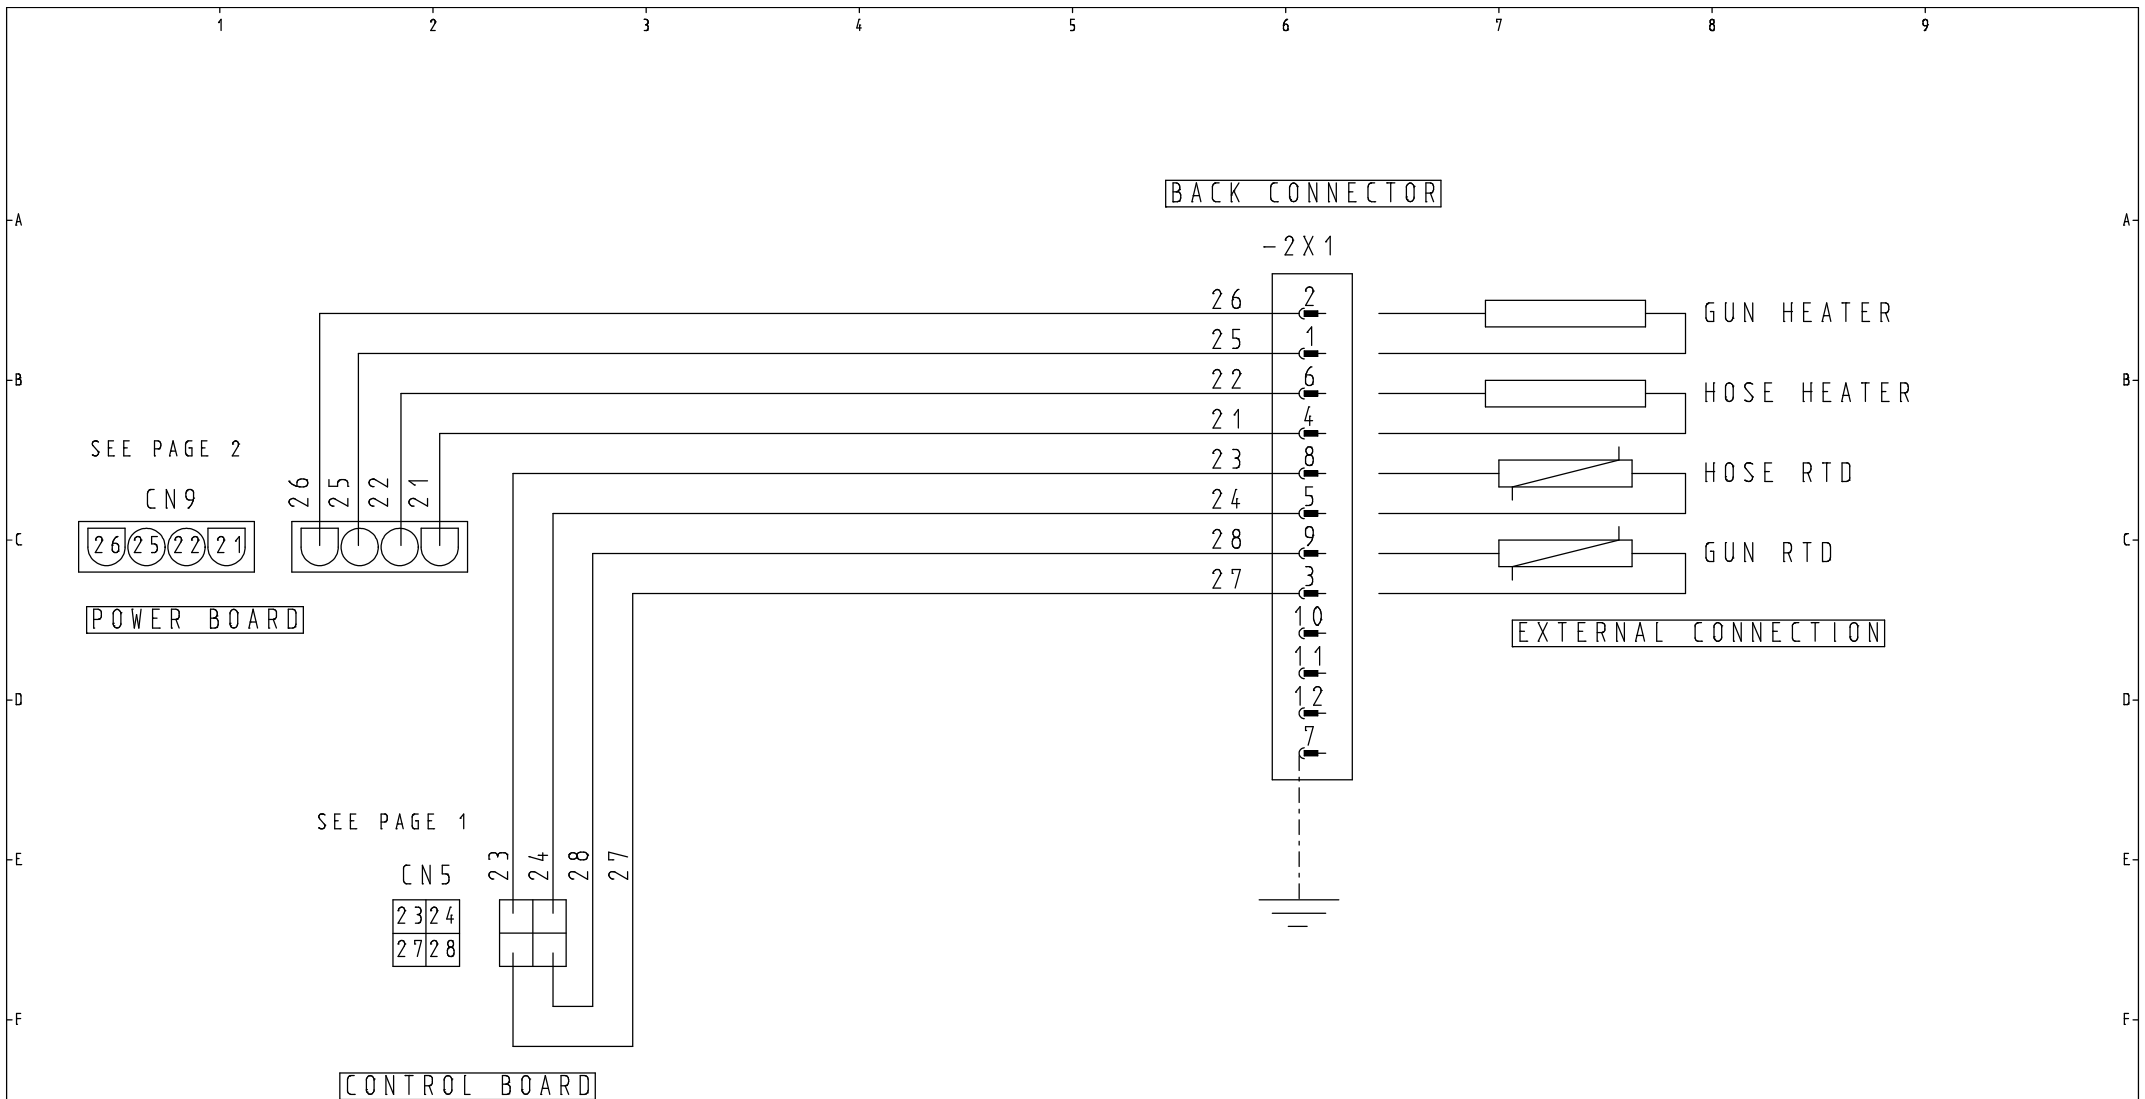 1 2 3 4 5 6 7 8 9
BACK CONNECTOR
A A
-2X1
26 2 GUN HEATER
25 1
B B
22 6 HOSE HEATER
21 4
SEE PAGE 2
23 8 HOSE RTD
CN9
26 25 22 21
24 5
C C
26 25 22 21
28 9 GUN RTD
27 3
POWER BOARD
10
EXTERNAL CONNECTION
11
D D
12
7
SEE PAGE 1
E E
CN5
23 24 28 27
23 24
27 28
F F
CONTROL BOARD